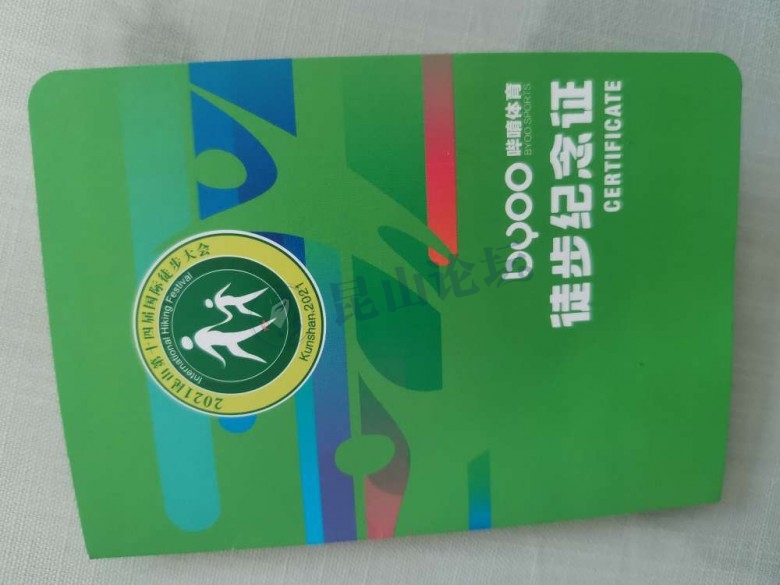 2021昆山第十四届国际徒步大会
International Hiking Festival
Kunshan.2021
byoo 哔唷体育
BYOO SPORTS
徒步纪念证
CERTIFICATE
昆山论坛